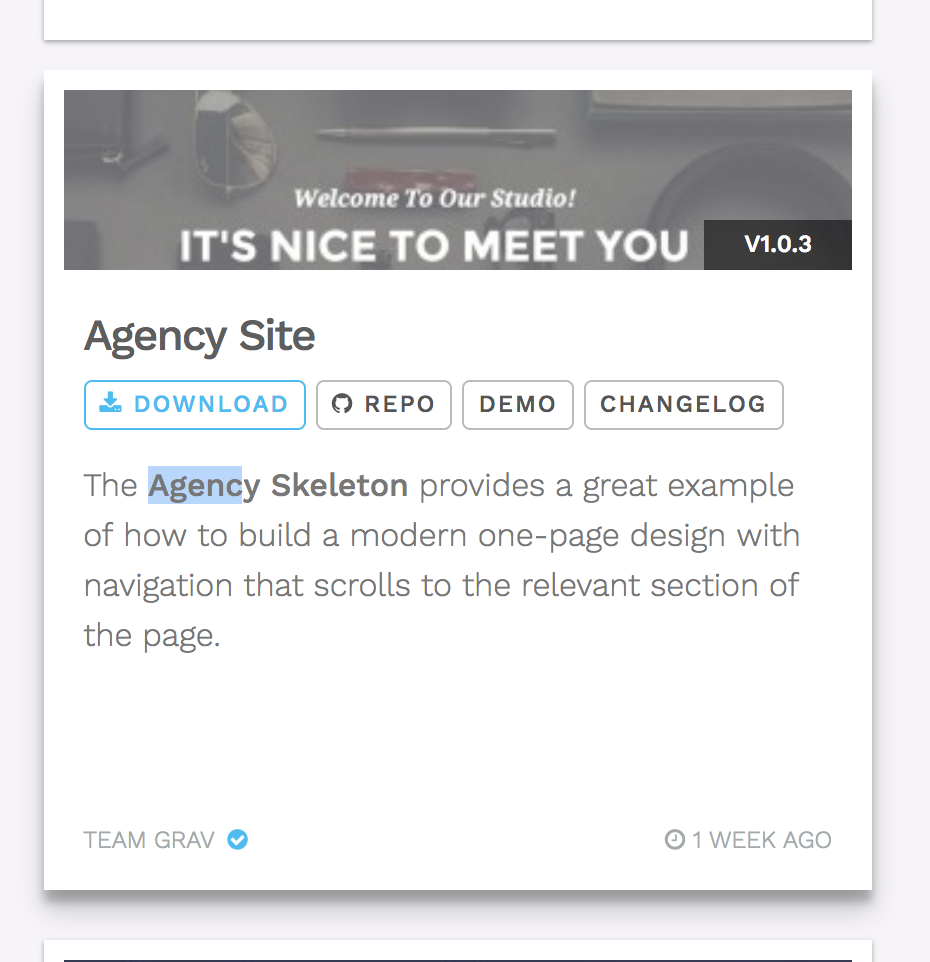 Welcome To Our Studio!
IT'S NICE TO MEET YOU
V1.0.3
Agency Site
DOWNLOAD REPO DEMO CHANGELOG
The Agency Skeleton provides a great example
of how to build a modern one-page design with
navigation that scrolls to the relevant section of
the page.
TEAM GRAV 1 WEEK AGO